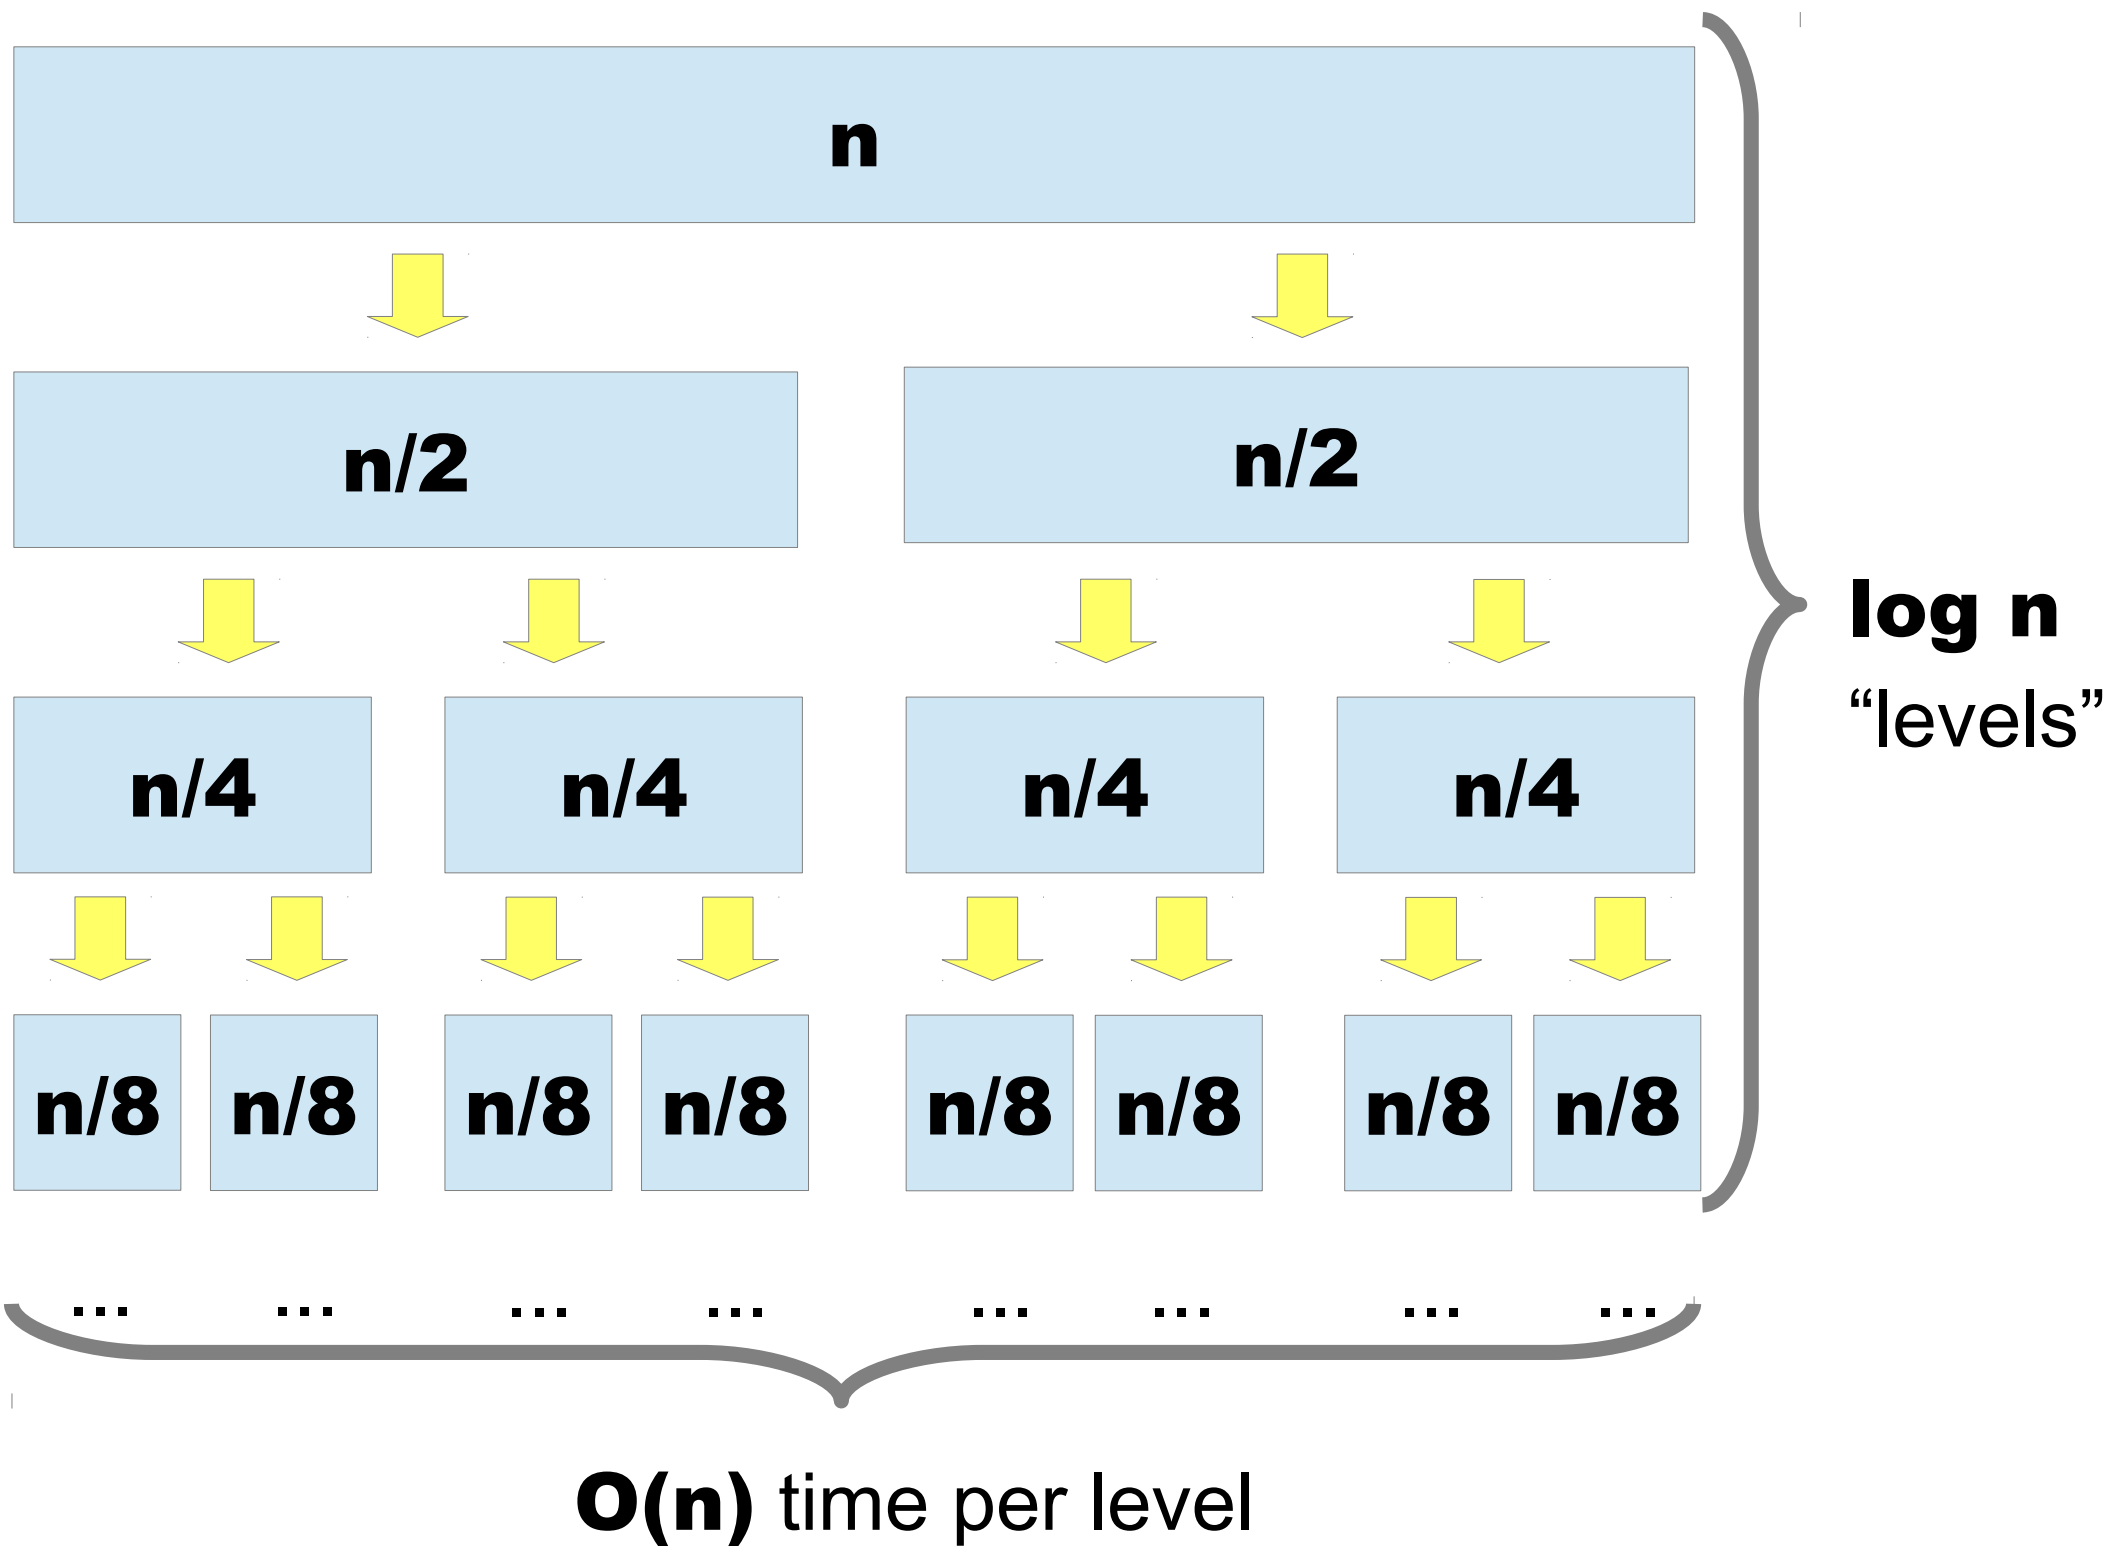 n
n/2 n/2
log n
“levels”
n/4 n/4 n/4 n/4
n/8 n/8 n/8 n/8 n/8 n/8 n/8 n/8
... ... ... ... ... ... ... ...
O(n) time per level